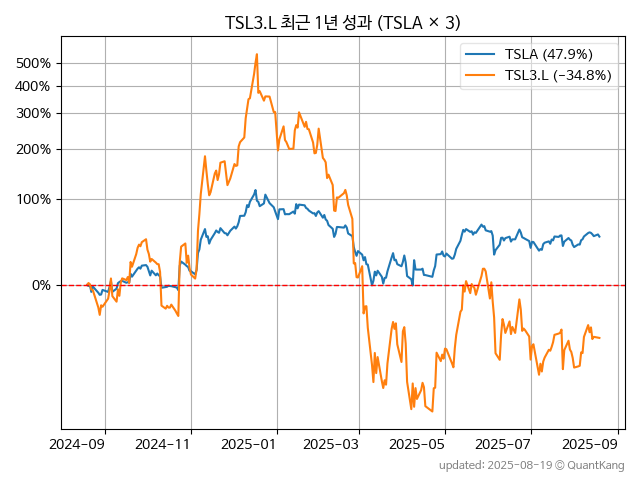 TSL3.L 최근 1년 성과 (TSLA × 3)
TSLA (47.9%)
TSL3.L (−34.8%)
500%
400%
300%
200%
100%
0%
2024-09 2024-11 2025-01 2025-03 2025-05 2025-07 2025-09
updated: 2025-08-19 © QuantKang